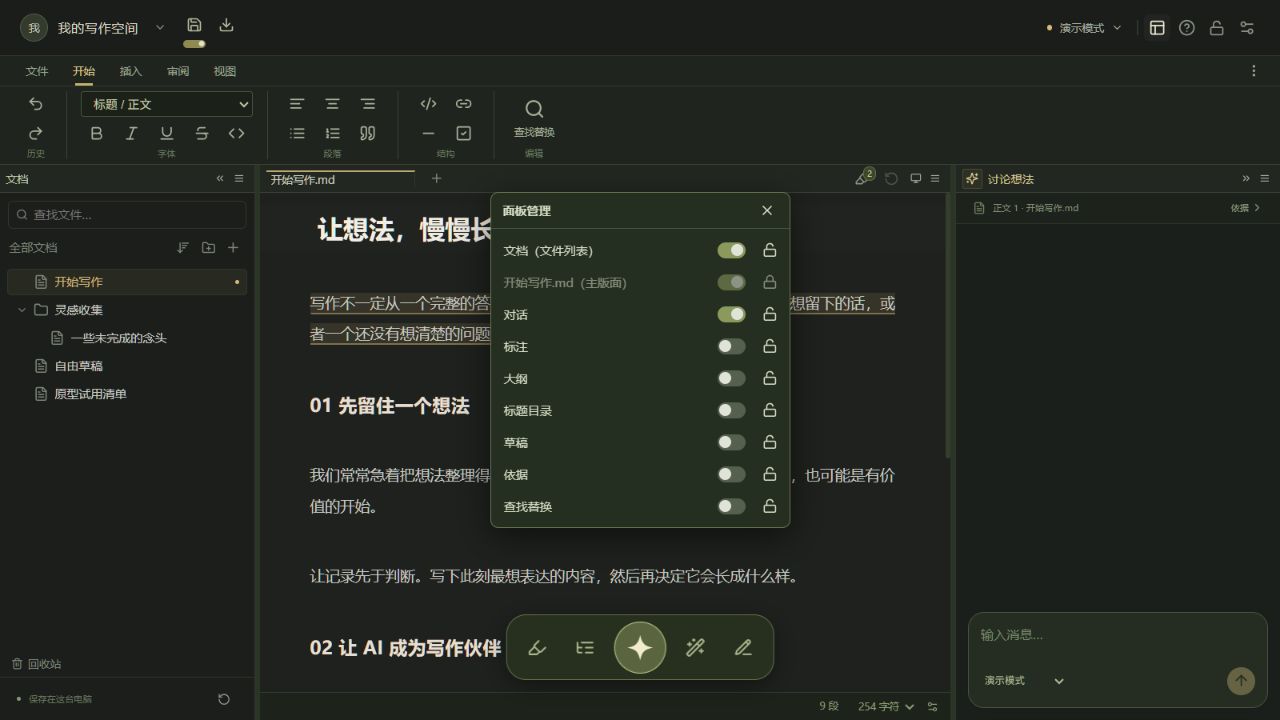 我 我的写作空间
演示模式
文件 开始 插入 审阅 视图
标题 / 正文
查找替换
历史 字体 段落 结构 编辑
文档
开始写作.md
2
讨论想法
查找文件...
正文 1 · 开始写作.md 依据
全部文档
开始写作
灵感收集
一些未完成的念头
自由草稿
原型试用清单
回收站
保存在这台电脑
让想法，慢慢长
写作不一定从一个完整的答
想留下的话，或
者一个还没有想清楚的问题
01 先留住一个想法
我们常常急着把想法整理得
，也可能是有价
值的开始。
让记录先于判断。写下此刻最想表达的内容，然后再决定它会长成什么样。
02 让 AI 成为写作伙伴
面板管理
文档（文件列表）
开始写作.md（主版面）
对话
标注
大纲
标题目录
草稿
依据
查找替换
9 段 254 字符
输入消息...
演示模式